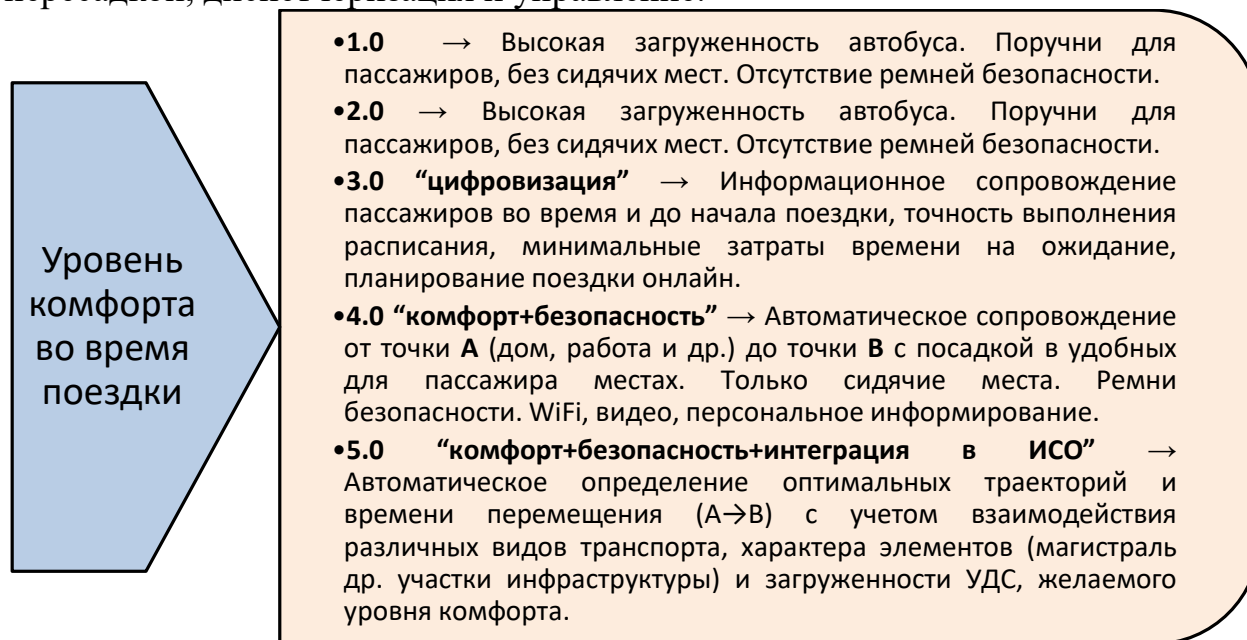 пересадкой, диспетчеризация и управление.
Уровень
комфорта
во время
поездки
•1.0 → Высокая загруженность автобуса. Поручни для
пассажиров, без сидячих мест. Отсутствие ремней безопасности.
•2.0 → Высокая загруженность автобуса. Поручни для
пассажиров, без сидячих мест. Отсутствие ремней безопасности.
•3.0 “цифровизация” → Информационное сопровождение
пассажиров во время и до начала поездки, точность выполнения
расписания, минимальные затраты времени на ожидание,
планирование поездки онлайн.
•4.0 “комфорт+безопасность” → Автоматическое сопровождение
от точки А (дом, работа и др.) до точки В с посадкой в удобных
для пассажира местах. Только сидячие места. Ремни
безопасности. WiFi, видео, персональное информирование.
•5.0 “комфорт+безопасность+интеграция в ИСО” →
Автоматическое определение оптимальных траекторий и
времени перемещения (А→В) с учетом взаимодействия
различных видов транспорта, характера элементов (магистраль
др. участки инфраструктуры) и загруженности УДС, желаемого
уровня комфорта.